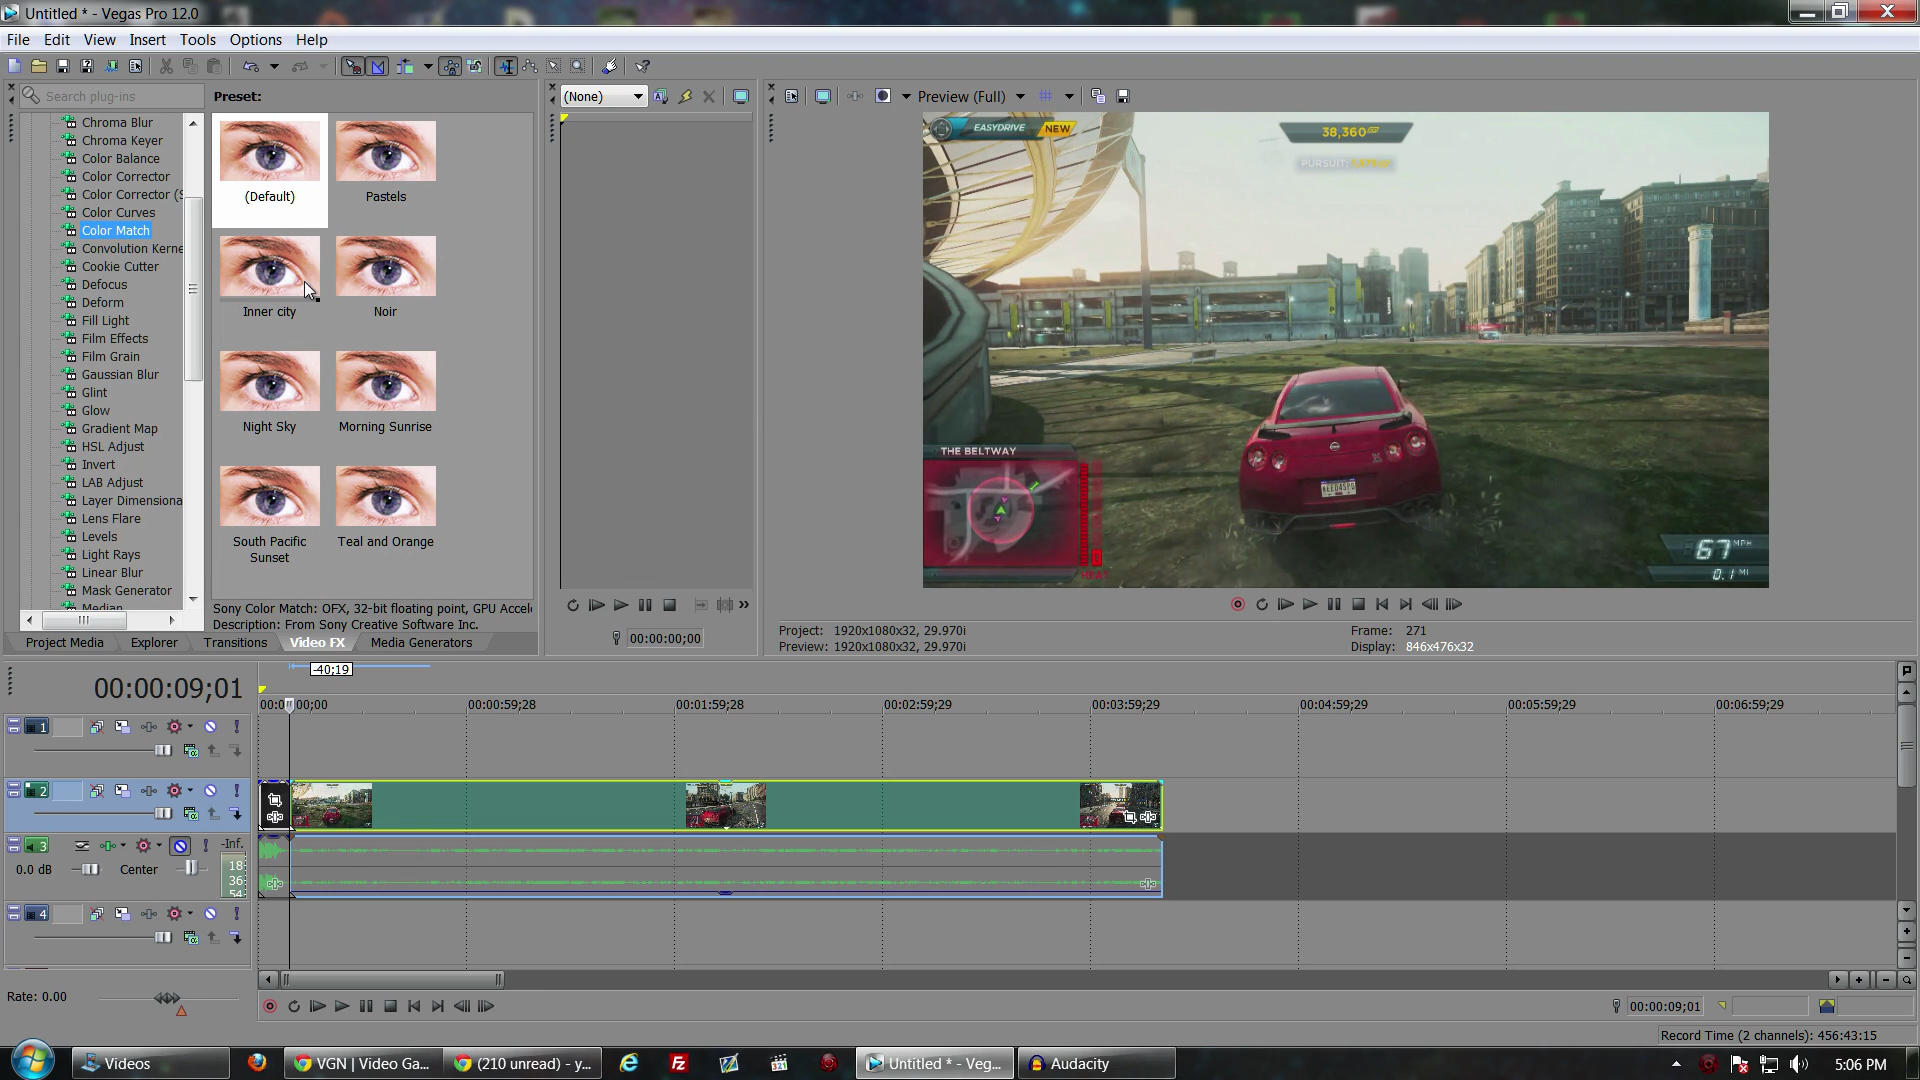 Untitled * - Vegas Pro 12.0
File Edit View Insert Tools Options Help
Search plug-ins
Preset:
(None)
Preview (Full)
Chroma Blur
Chroma Keyer
Color Balance
Color Corrector
Color Corrector (S
Color Curves
Color Match
Convolution Kerne
Cookie Cutter
Defocus
Deform
Fill Light
Film Effects
Film Grain
Gaussian Blur
Glint
Glow
Gradient Map
HSL Adjust
Invert
LAB Adjust
Layer Dimensiona
Lens Flare
Levels
Light Rays
Linear Blur
Mask Generator
Median
(Default)
Pastels
Inner city
Noir
Night Sky
Morning Sunrise
South Pacific
Sunset
Teal and Orange
Sony Color Match: OFX, 32-bit floating point, GPU Accele
Description: From Sony Creative Software Inc.
Project Media Explorer Transitions Video FX Media Generators
00:00:00;00
EASYDRIVE NEW
38,360
PURSUIT:
THE BELTWAY
HEAT
67 MPH
0.1 MI
Project: 1920x1080x32, 29.970i
Preview: 1920x1080x32, 29.970i
Frame: 271
Display: 846x476x32
-40;19
00:00:09;01
00:0 00;00 00:00:59;28 00:01:59;28 00:02:59;29 00:03:59;29 00:04:59;29 00:05:59;29 00:06:59;29
1
2
3
-Inf.
0.0 dB Center
18
36
54
4
Rate: 0.00
00:00:09;01
Record Time (2 channels): 456:43:15
Videos
VGN | Video Ga...
(210 unread) - y...
321
Untitled * - Veg...
Audacity
5:06 PM